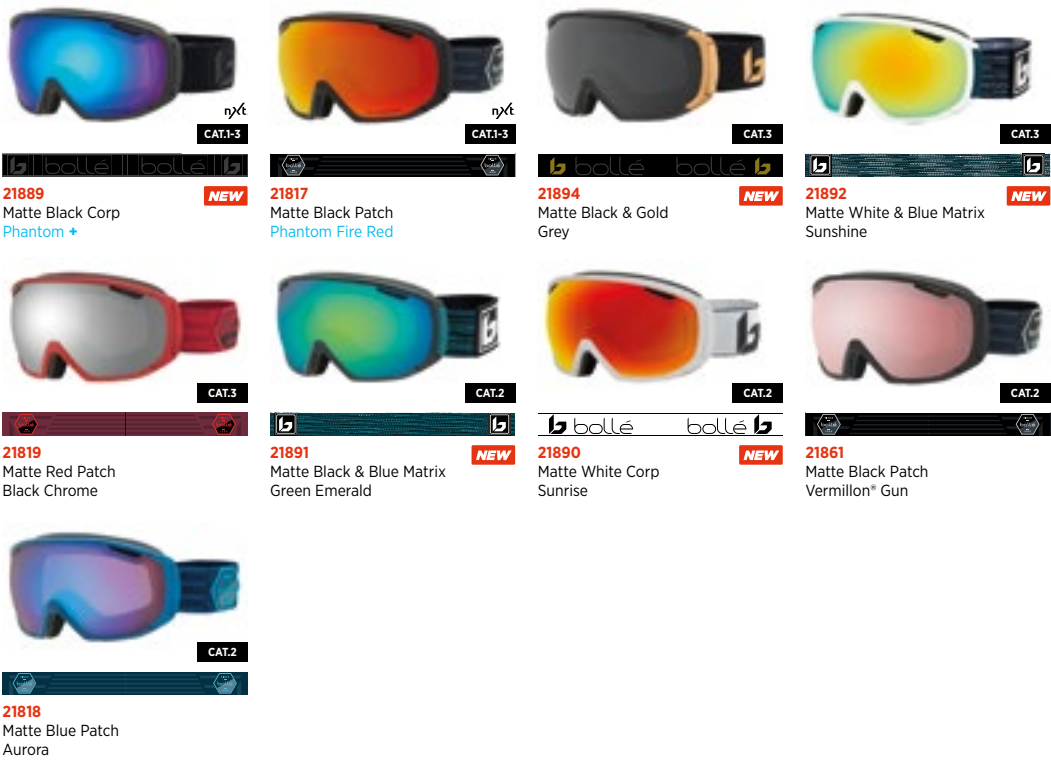 nXt
CAT.1-3
bollé bollé
21889
NEW
Matte Black Corp
Phantom +
nXt
CAT.1-3
21817
Matte Black Patch
Phantom Fire Red
CAT.3
bollé bollé
21894
NEW
Matte Black & Gold
Grey
CAT.3
21892
NEW
Matte White & Blue Matrix
Sunshine
CAT.3
21819
Matte Red Patch
Black Chrome
CAT.2
21891
NEW
Matte Black & Blue Matrix
Green Emerald
CAT.2
bollé bollé
21890
NEW
Matte White Corp
Sunrise
CAT.2
21861
Matte Black Patch
Vermillon® Gun
CAT.2
21818
Matte Blue Patch
Aurora